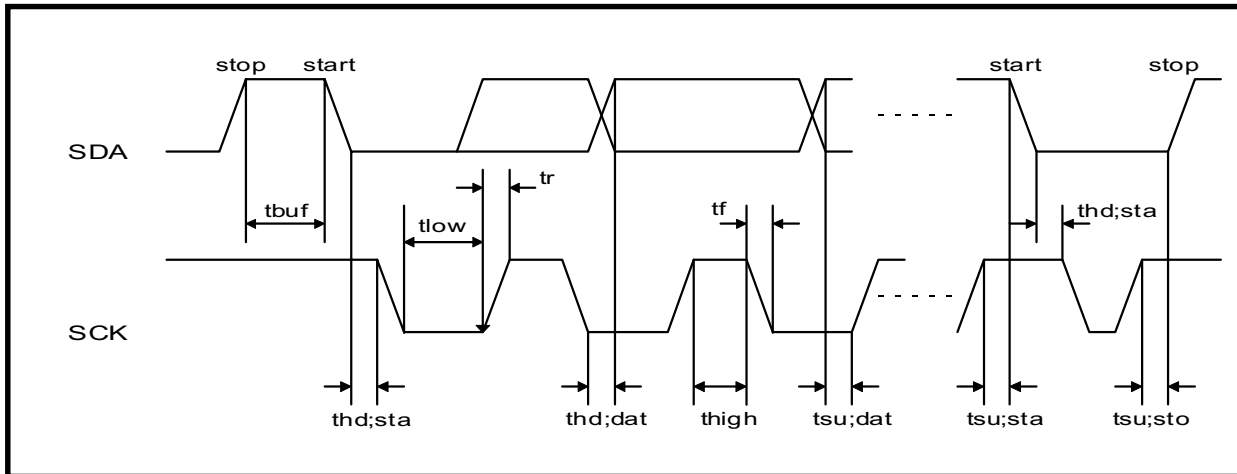 stop start start stop
SDA
tr
tbuf tlow tf thd;sta
SCK
thd;sta thd;dat thigh tsu;dat tsu;sta tsu;sto